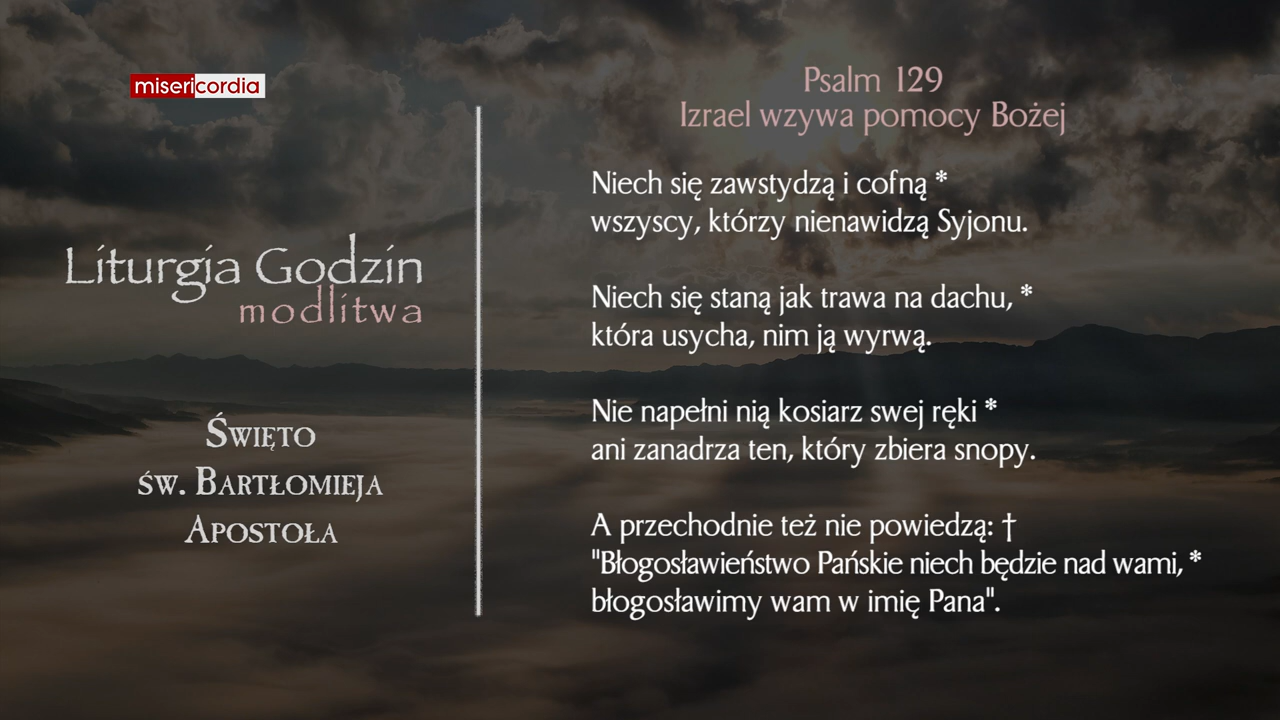 misericordia
Liturgia Godzin
modlitwa
Święto
św. Bartłomieja
Apostoła
Psalm 129
Izrael wzywa pomocy Bożej
Niech się zawstydzą i cofną *
wszyscy, którzy nienawidzą Syjonu.
Niech się staną jak trawa na dachu, *
która usycha, nim ją wyrwą.
Nie napełni nią kosiarz swej ręki *
ani zanadrza ten, który zbiera snopy.
A przechodnie też nie powiedzą: †
"Błogosławieństwo Pańskie niech będzie nad wami, *
błogosławimy wam w imię Pana".